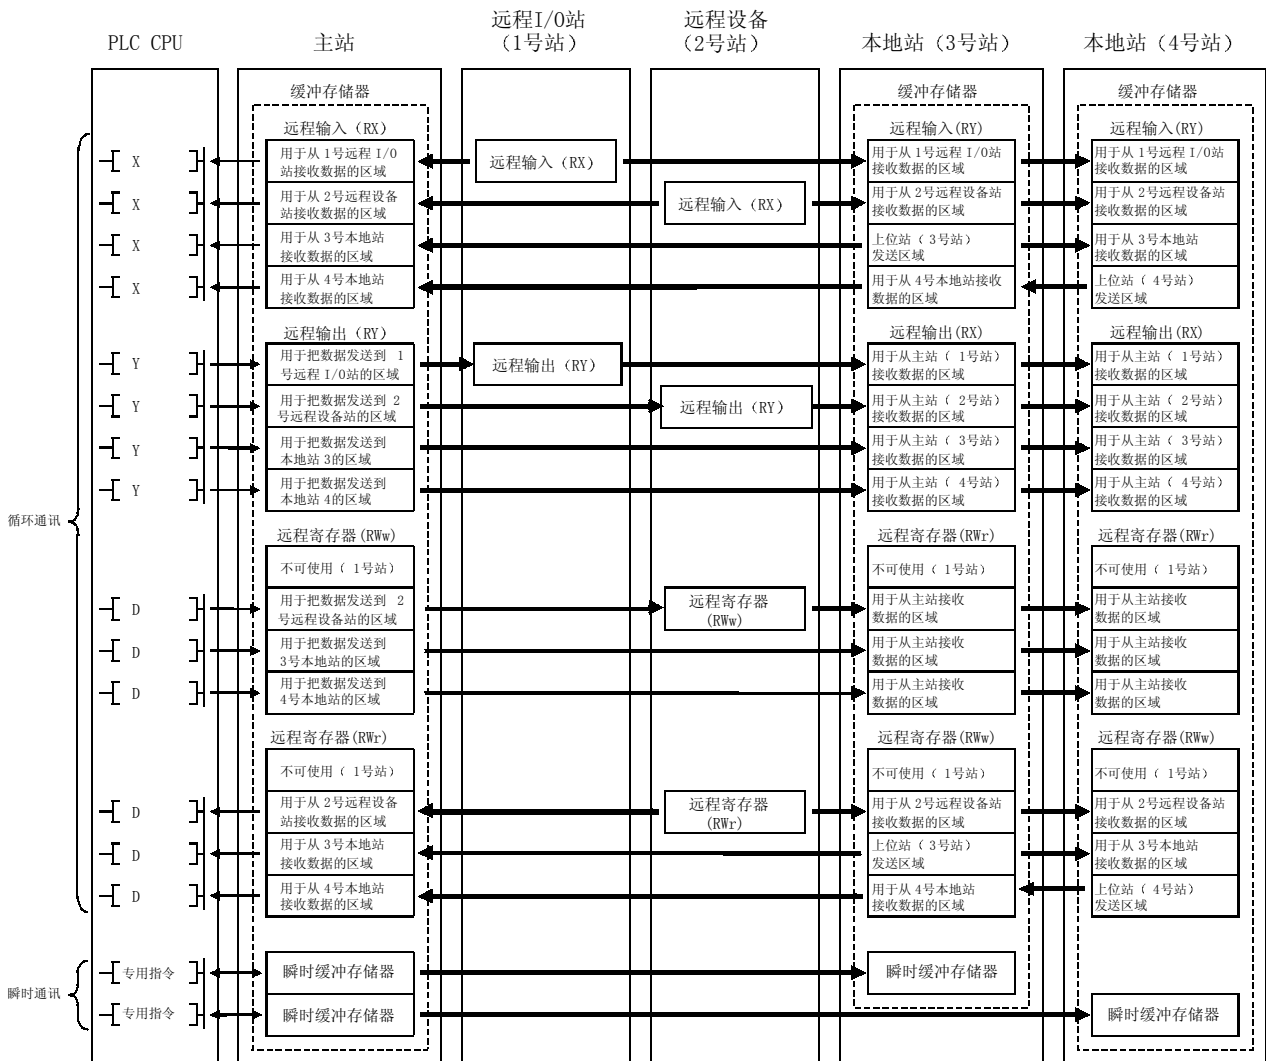 远程I/O站 远程设备
PLC CPU 主站 （1号站） （2号站） 本地站（3号站） 本地站（4号站）
缓冲存储器 缓冲存储器 缓冲存储器
远程输入（RX） 远程输入(RY) 远程输入(RY)
X 用于从 1号远程 I/0 远程输入（RX） 用于从 1号远程 I/O站 用于从 1号远程 I/O站
站接收数据的区域 接收数据的区域 接收数据的区域
X 用于从 2号远程设备 远程输入（RX） 用于从 2号远程设备站 用于从 2号远程设备站
站接收数据的区域 接收数据的区域 接收数据的区域
X 用于从 3号本地站 上位站（ 3号站） 用于从 3号本地站
接收数据的区域 发送区域 接收数据的区域
X 用于从 4号本地站 用于从 4号本地站接收 上位站（ 4号站）
接收数据的区域 数据的区域 发送区域
远程输出（RY） 远程输出(RX) 远程输出(RX)
Y 用于把数据发送到 1 远程输出（RY） 用于从主站（ 1号站） 用于从主站（ 1号站）
号远程 I/O站的区域 接收数据的区域 接收数据的区域
Y 用于把数据发送到 2 远程输出（RY） 用于从主站（ 2号站） 用于从主站（ 2号站）
号远程设备站的区域 接收数据的区域 接收数据的区域
Y 用于把数据发送到 用于从主站（ 3号站） 用于从主站（ 3号站）
本地站 3的区域 接收数据的区域 接收数据的区域
Y 用于把数据发送到 用于从主站（ 4号站） 用于从主站（ 4号站）
本地站 4的区域 接收数据的区域 接收数据的区域
循环通讯
远程寄存器(RWw) 远程寄存器(RWr) 远程寄存器(RWr)
不可使用（ 1号站） 不可使用（ 1号站） 不可使用（ 1号站）
D 用于把数据发送到 2 远程寄存器 用于从主站接收 用于从主站接收
号远程设备站的区域 (RWw) 数据的区域 数据的区域
D 用于把数据发送到 用于从主站接收 用于从主站接收
3号本地站的区域 数据的区域 数据的区域
D 用于把数据发送到 用于从主站接收 用于从主站接收
4号本地站的区域 数据的区域 数据的区域
远程寄存器(RWr) 远程寄存器(RWw) 远程寄存器(RWw)
不可使用（ 1号站） 不可使用（ 1号站） 不可使用（ 1号站）
D 用于从 2号远程设备 远程寄存器 用于从 2号远程设备站 用于从 2号远程设备站
站接收数据的区域 (RWr) 接收数据的区域 接收数据的区域
D 用于从 3号本地站 上位站（ 3号站） 用于从 3号本地站
接收数据的区域 发送区域 接收数据的区域
D 用于从 4号本地站 用于从 4号本地站 上位站（ 4号站）
接收数据的区域 接收数据的区域 发送区域
专用指令 瞬时缓冲存储器 瞬时缓冲存储器
瞬时通讯
专用指令 瞬时缓冲存储器 瞬时缓冲存储器